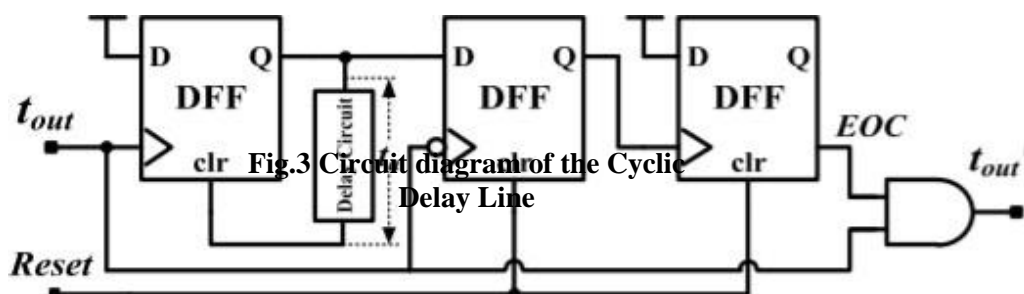 D Q
DFF
clr
D Q
DFF
clr
D Q
DFF
clr
t_out
Delay Circuit
EOC
t_out'
Reset
Fig.3 Circuit diagram of the Cyclic
Delay Line